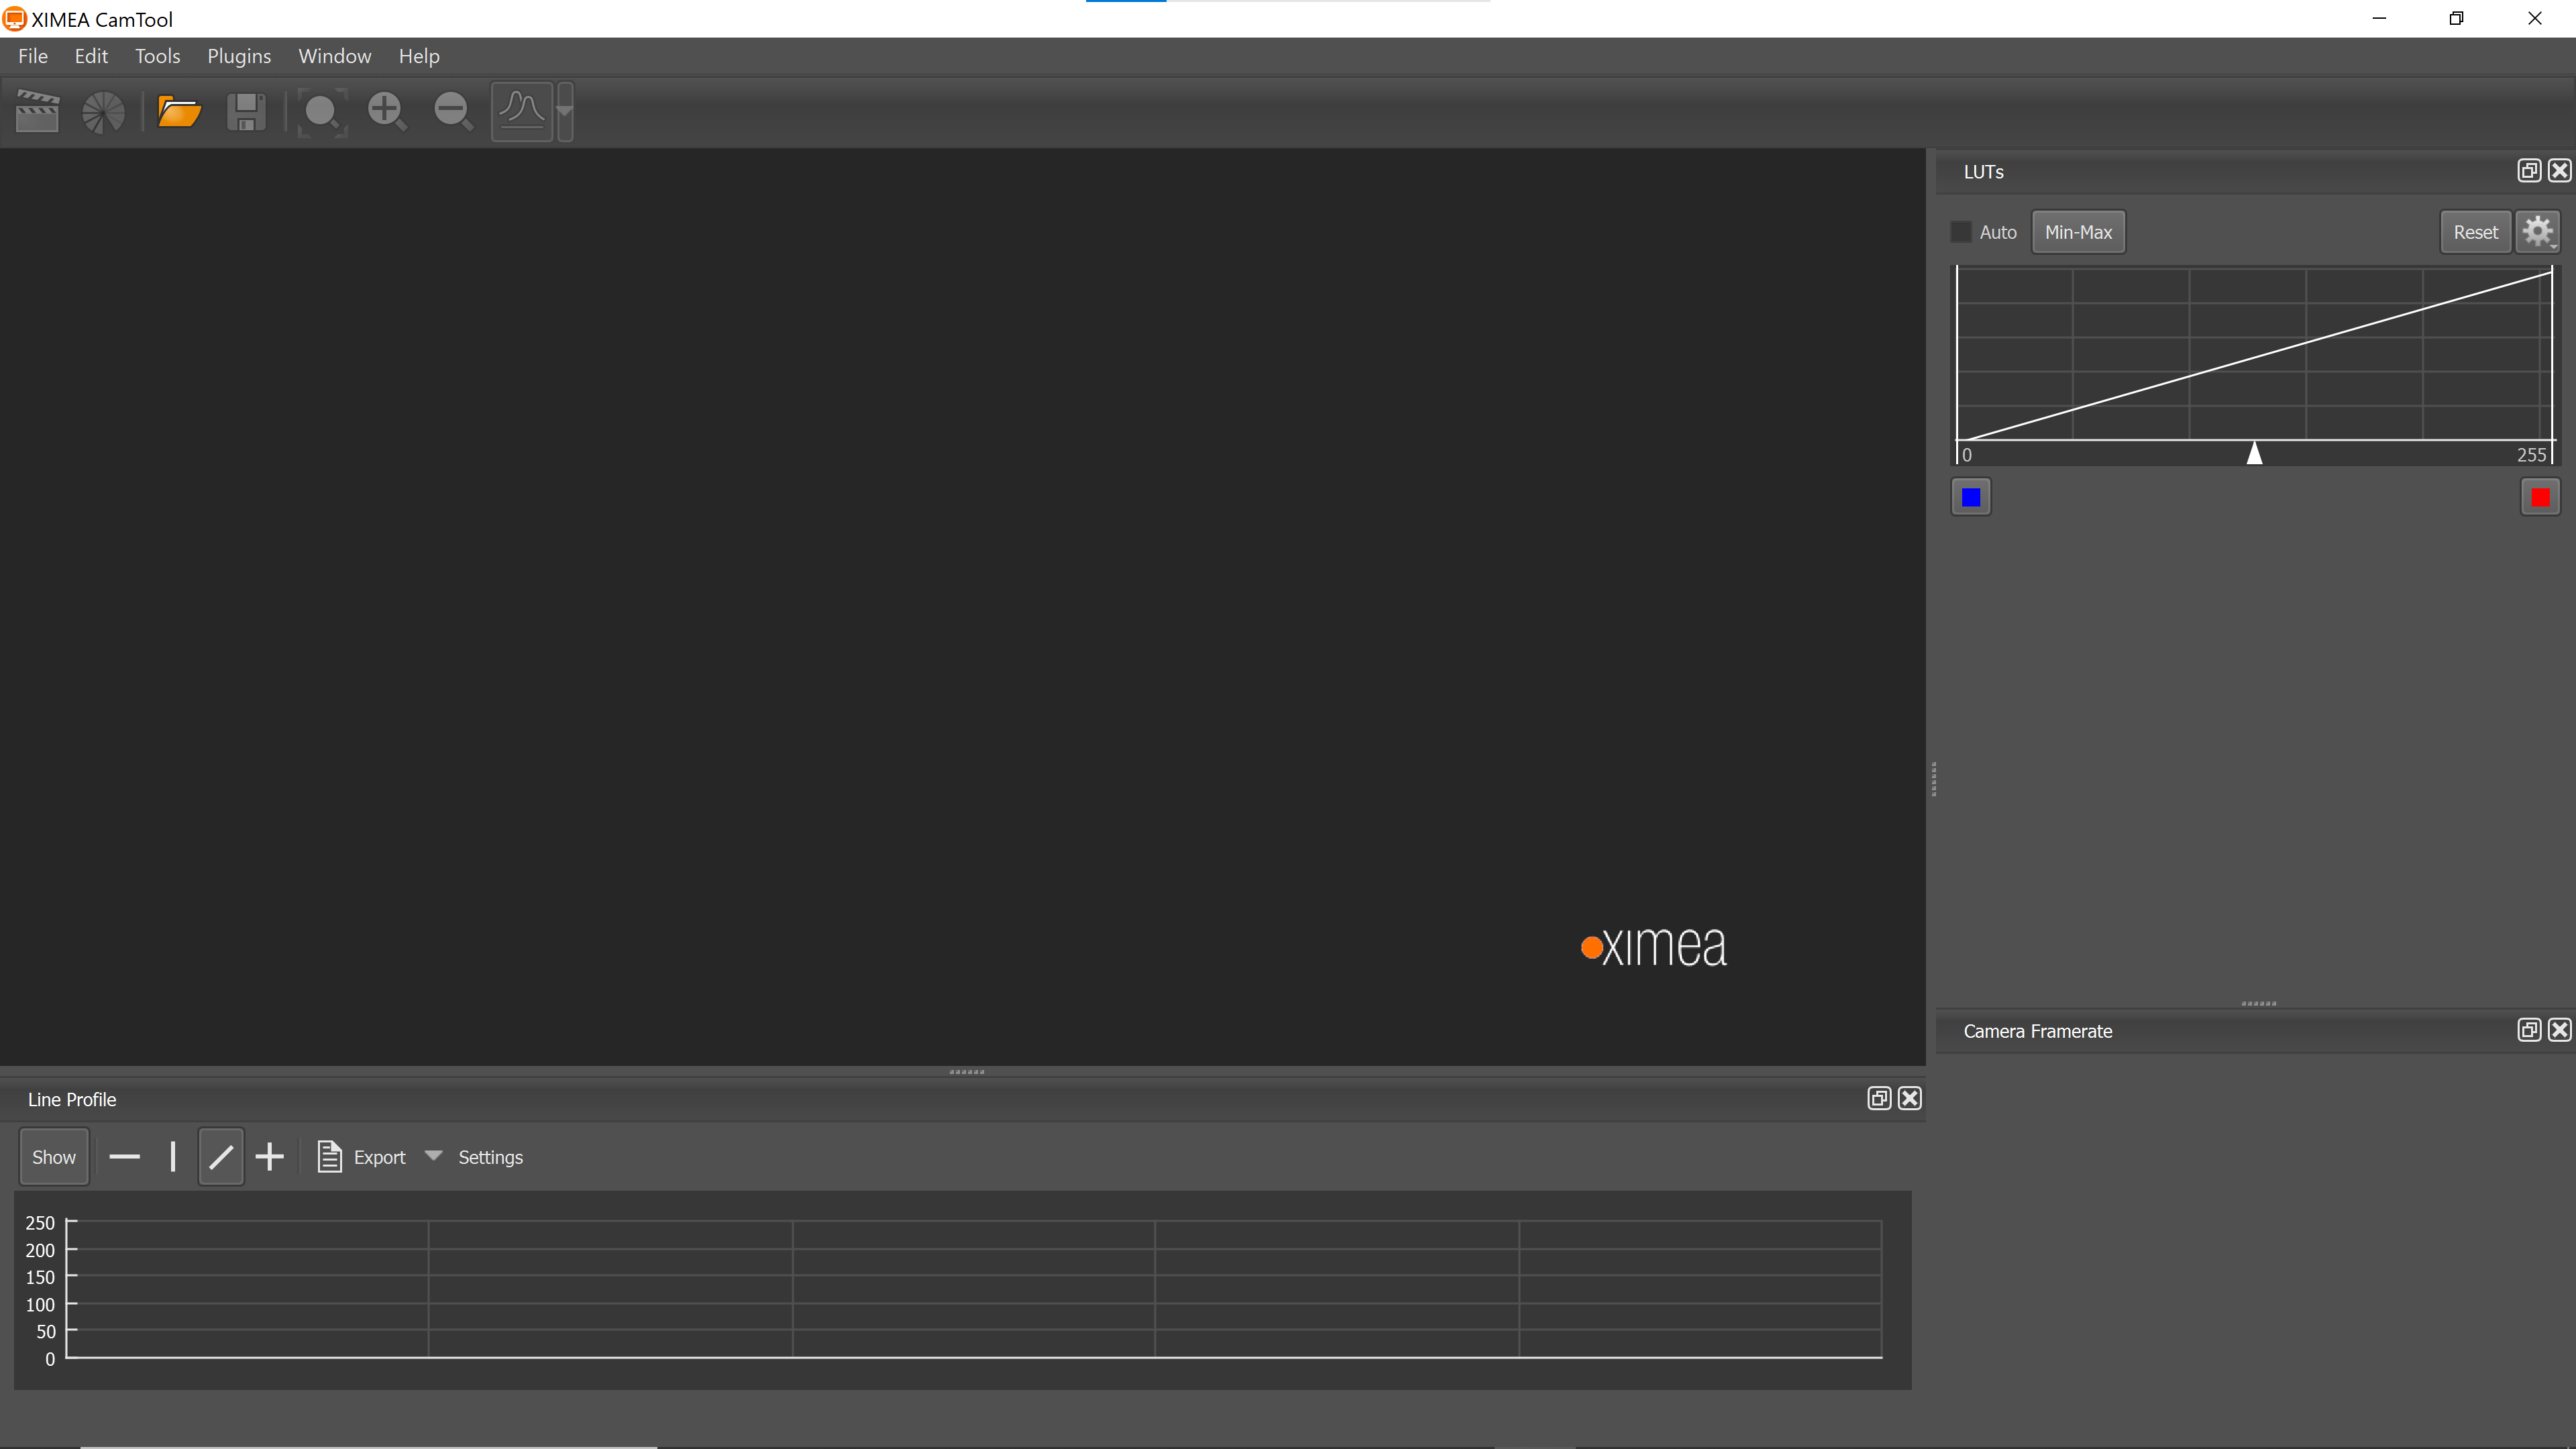 XIMEA CamTool
File Edit Tools Plugins Window Help
LUTs
Auto Min-Max Reset
0 255
ximea
Camera Framerate
Line Profile
Show Export Settings
250
200
150
100
50
0